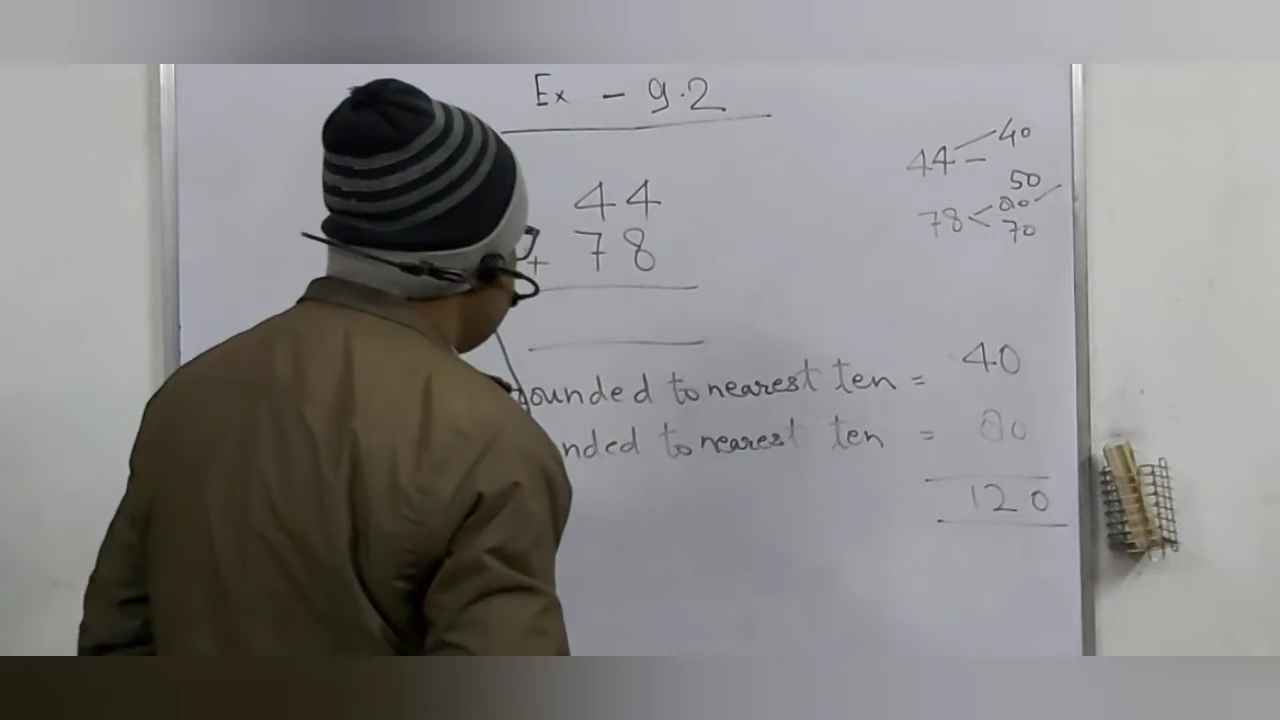 Ex - 9.2
44 - 40
50
78 < 80
70
44
+ 78
rounded to nearest ten = 40
nded to nearest ten = 80
120